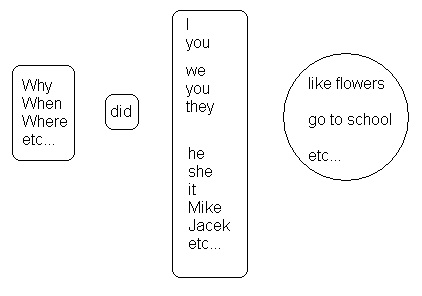 Why
When
Where
etc...
did
I
you
we
you
they
he
she
it
Mike
Jacek
etc...
like flowers
go to school
etc...